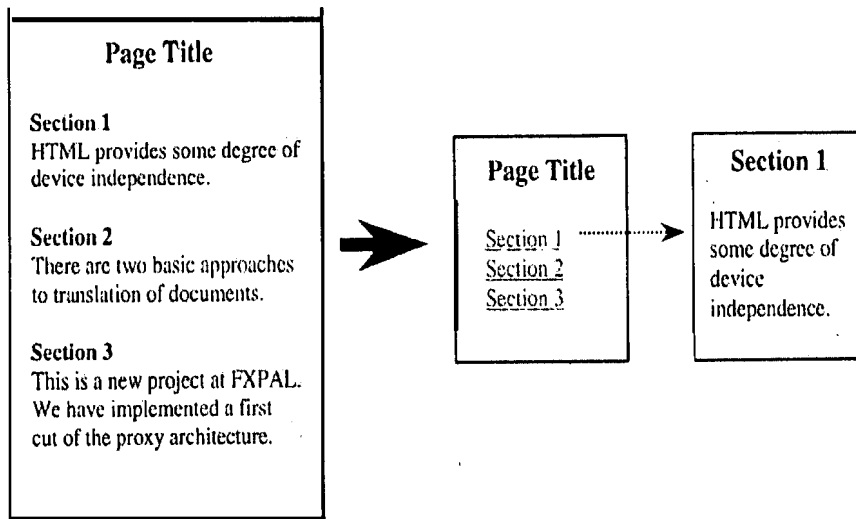 Page Title
Section 1
HTML provides some degree of
device independence.
Section 2
There are two basic approaches
to translation of documents.
Section 3
This is a new project at FXPAL.
We have implemented a first
cut of the proxy architecture.
Page Title
Section 1
Section 2
Section 3
Section 1
HTML provides
some degree of
device
independence.